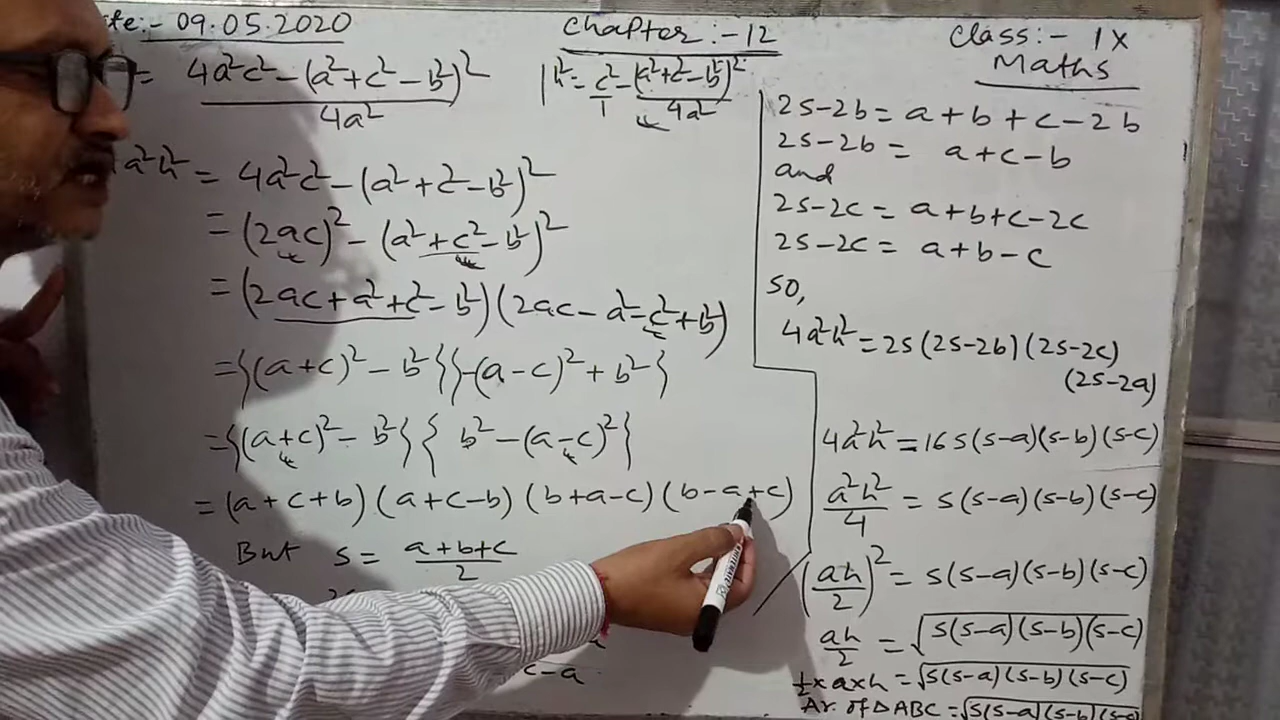 te:- 09.05.2020
Chapter:-12
Class:- IX
Maths
= 4a²c² - (a² + c² - b²)² / 4a²
h² = c²/1 - (a² + c² - b²)² / 4a²
a²h² = 4a²c² - (a² + c² - b²)²
= (2ac)² - (a² + c² - b²)²
= (2ac + a² + c² - b²)(2ac - a² - c² + b²)
= {(a + c)² - b²}{-(a - c)² + b²}
= {(a + c)² - b²}{b² - (a - c)²}
= (a + c + b)(a + c - b)(b + a - c)(b - a + c)
But s = a + b + c / 2
c - a
2s - 2b = a + b + c - 2b
2s - 2b = a + c - b
and
2s - 2c = a + b + c - 2c
2s - 2c = a + b - c
so,
4a²h² = 2s(2s - 2b)(2s - 2c)
(2s - 2a)
4a²h² = 16s(s - a)(s - b)(s - c)
a²h²/4 = s(s - a)(s - b)(s - c)
(ah/2)² = s(s - a)(s - b)(s - c)
ah/2 = √s(s - a)(s - b)(s - c)
½ × a × h = √s(s - a)(s - b)(s - c)
Ar. of △ABC = √s(s - a)(s - b)(s - c)